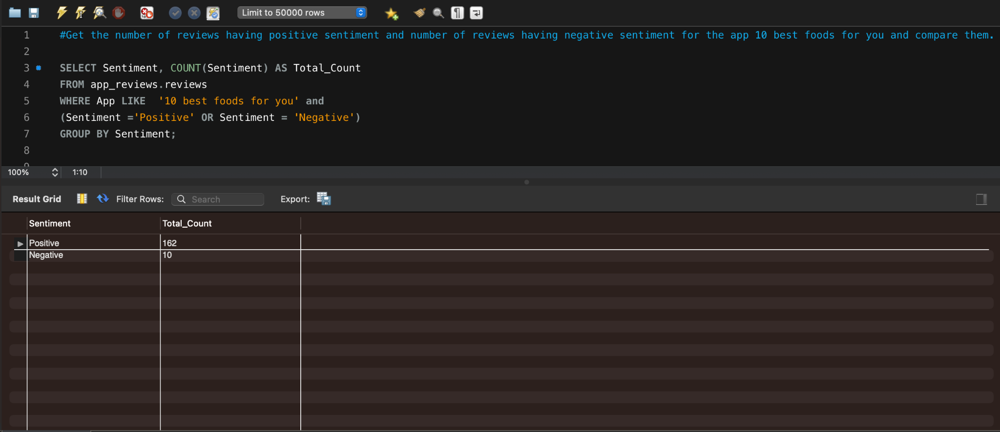 Limit to 50000 rows
1 #Get the number of reviews having positive sentiment and number of reviews having negative sentiment for the app 10 best foods for you and compare them.
2
3 SELECT Sentiment, COUNT(Sentiment) AS Total_Count
4 FROM app_reviews.reviews
5 WHERE App LIKE  '10 best foods for you' and
6 (Sentiment ='Positive' OR Sentiment = 'Negative')
7 GROUP BY Sentiment;
8
9
100% 1:10
Result Grid Filter Rows: Search Export:
Sentiment Total_Count
Positive 162
Negative 10